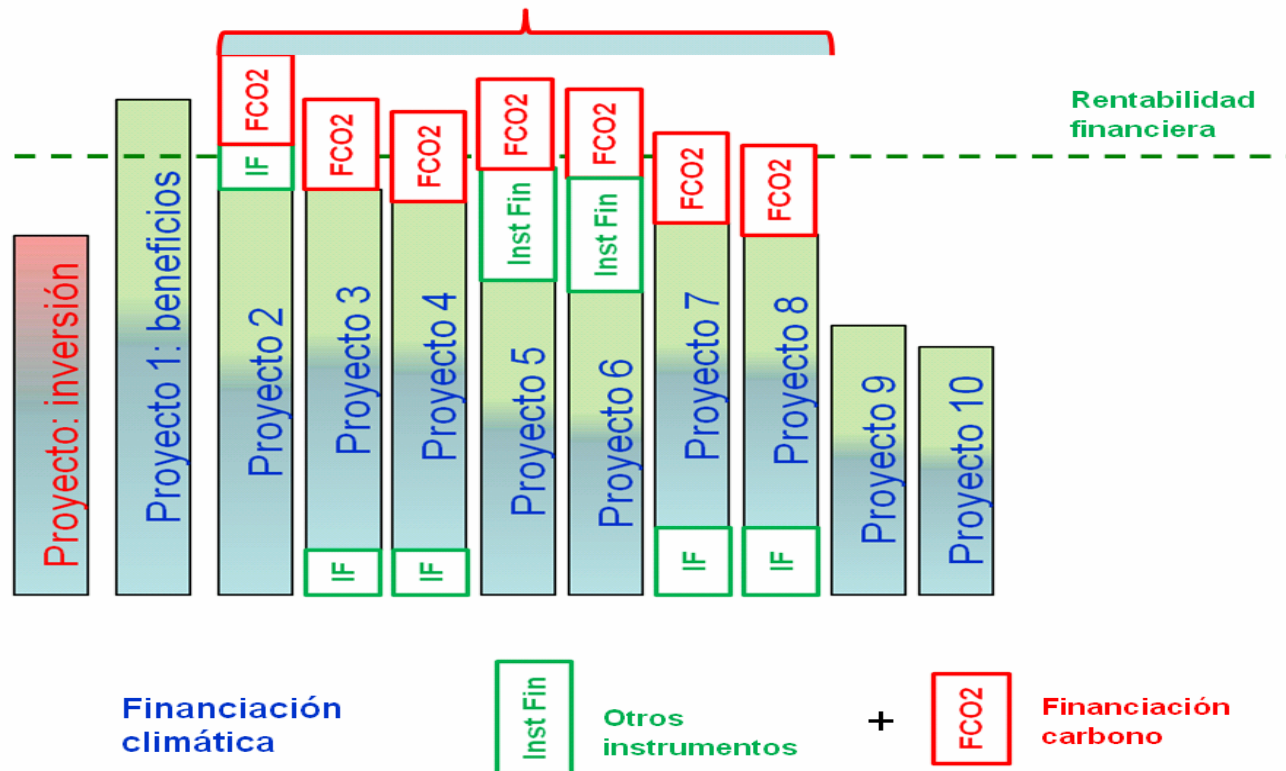 Rentabilidad
financiera
Proyecto: inversión
Proyecto 1: beneficios
FCO2
IF
Proyecto 2
FCO2
Proyecto 3
IF
FCO2
Proyecto 4
IF
FCO2
Inst Fin
Proyecto 5
FCO2
Inst Fin
Proyecto 6
FCO2
Proyecto 7
IF
FCO2
Proyecto 8
IF
Proyecto 9
Proyecto 10
Financiación
climática
Inst Fin
Otros
instrumentos
+
FCO2
Financiación
carbono